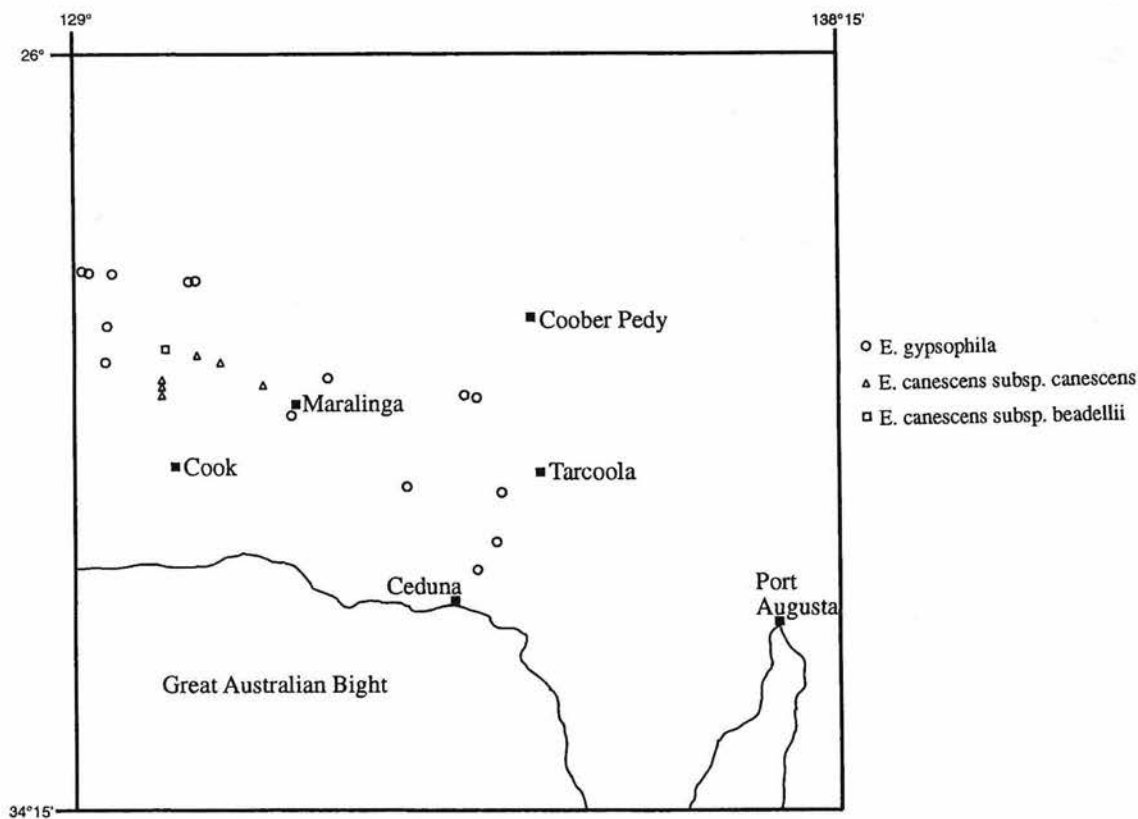 129°
138°15'
26°
Coober Pedy
E. gypsophila
E. canescens subsp. canescens
E. canescens subsp. beadellii
Maralinga
Cook
Tarcoola
Ceduna
Port
Augusta
Great Australian Bight
34°15'